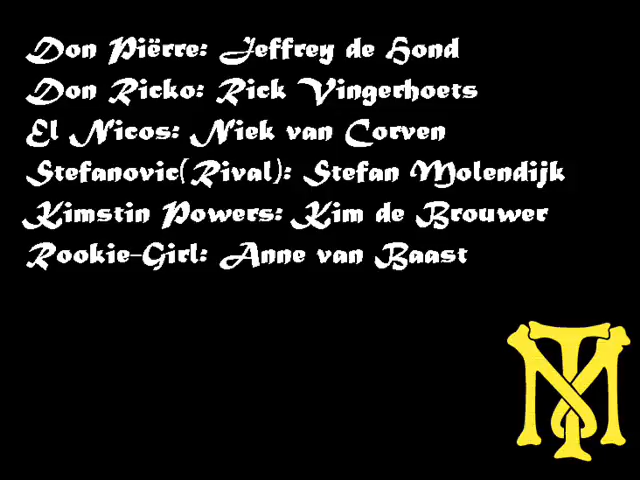 Don Piërre: Jeffrey de Hond
Don Ricko: Rick Vingerhoets
El Nicos: Niek van Corven
Stefanovic(Rival): Stefan Molendijk
Kimstin Powers: Kim de Brouwer
Rookie-Girl: Anne van Baast
TM